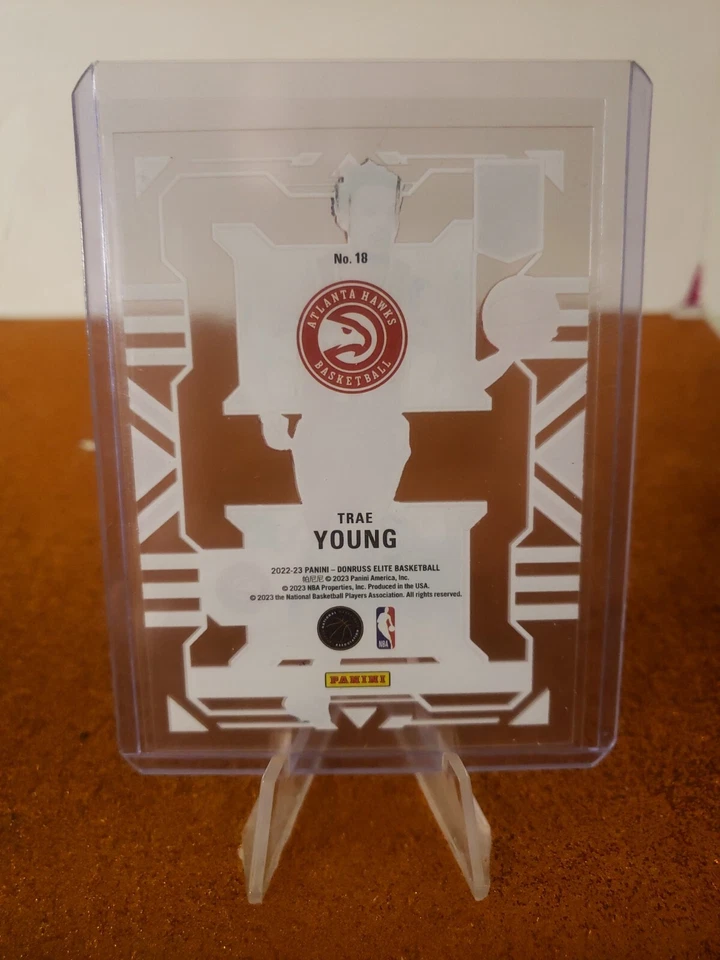 No. 18
ATLANTA HAWKS
BASKETBALL
TRAE
YOUNG
2022-23 PANINI – DONRUSS ELITE BASKETBALL
帕尼尼 © 2023 Panini America, Inc.
© 2023 NBA Properties, Inc. Produced in the USA.
© 2023 the National Basketball Players Association. All rights reserved.
NBA
PANINI